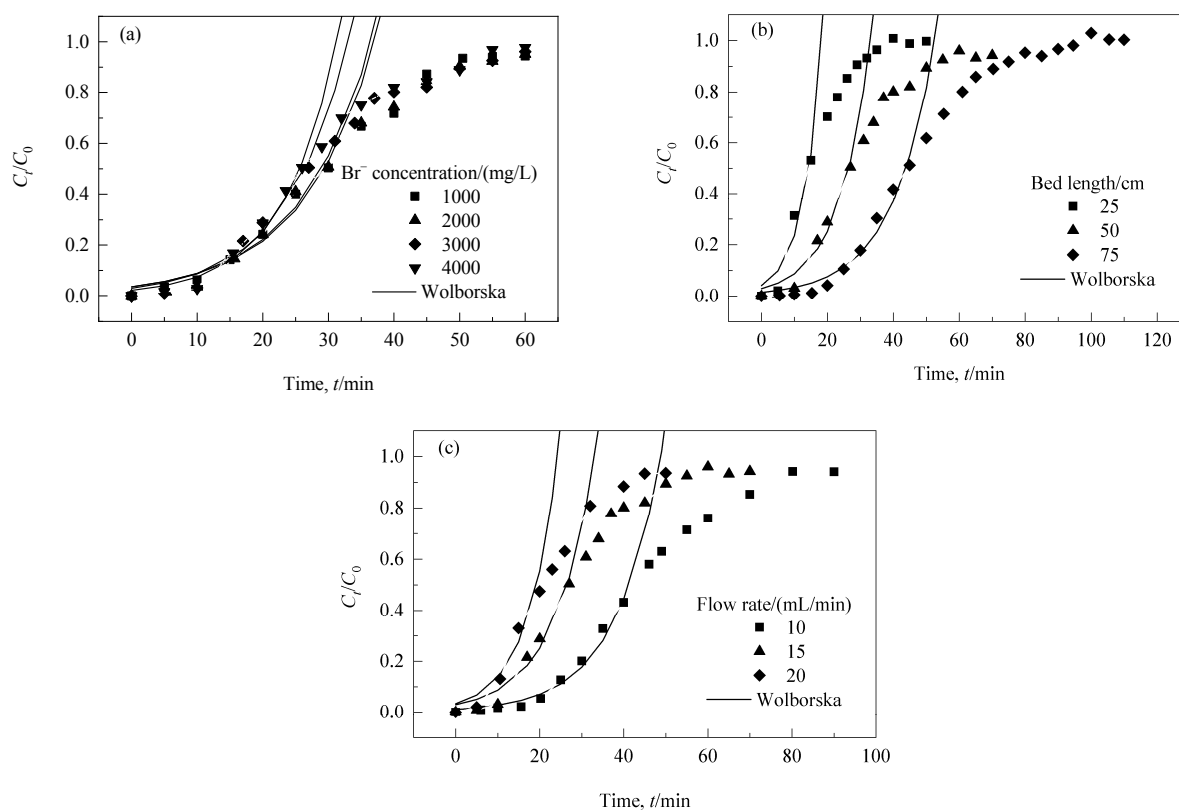 (a)
1.0
0.8
0.6
0.4
0.2
0.0
Ct/C0
Br⁻ concentration/(mg/L)
1000
2000
3000
4000
Wolborska
0 10 20 30 40 50 60
Time, t/min
(b)
1.0
0.8
0.6
0.4
0.2
0.0
Ct/C0
Bed length/cm
25
50
75
Wolborska
0 20 40 60 80 100 120
Time, t/min
(c)
1.0
0.8
0.6
0.4
0.2
0.0
Ct/C0
Flow rate/(mL/min)
10
15
20
Wolborska
0 20 40 60 80 100
Time, t/min